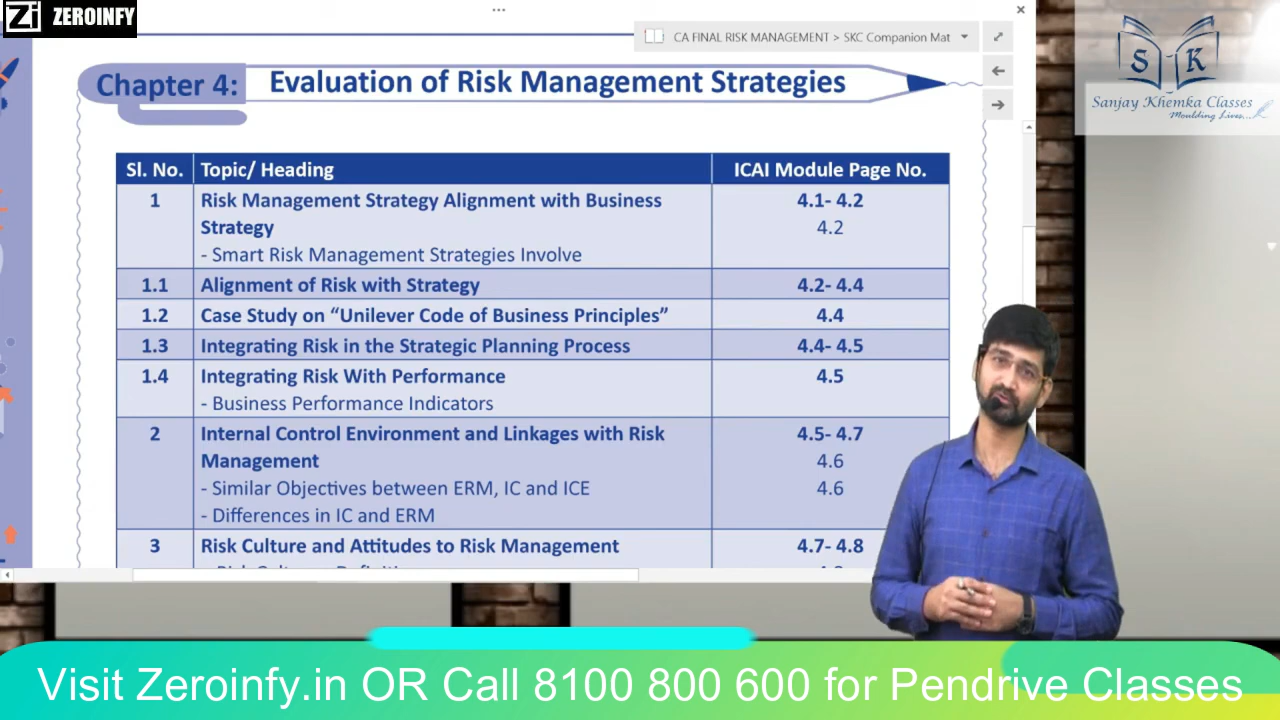 Zi ZEROINFY
CA FINAL RISK MANAGEMENT > SKC Companion Mat
S K
Sanjay Khemka Classes
Moulding Lives...
Chapter 4: Evaluation of Risk Management Strategies
Sl. No. Topic/ Heading ICAI Module Page No.
1 Risk Management Strategy Alignment with Business 4.1- 4.2
Strategy 4.2
- Smart Risk Management Strategies Involve
1.1 Alignment of Risk with Strategy 4.2- 4.4
1.2 Case Study on “Unilever Code of Business Principles” 4.4
1.3 Integrating Risk in the Strategic Planning Process 4.4- 4.5
1.4 Integrating Risk With Performance 4.5
- Business Performance Indicators
2 Internal Control Environment and Linkages with Risk 4.5- 4.7
Management 4.6
- Similar Objectives between ERM, IC and ICE 4.6
- Differences in IC and ERM
3 Risk Culture and Attitudes to Risk Management 4.7- 4.8
Visit Zeroinfy.in OR Call 8100 800 600 for Pendrive Classes